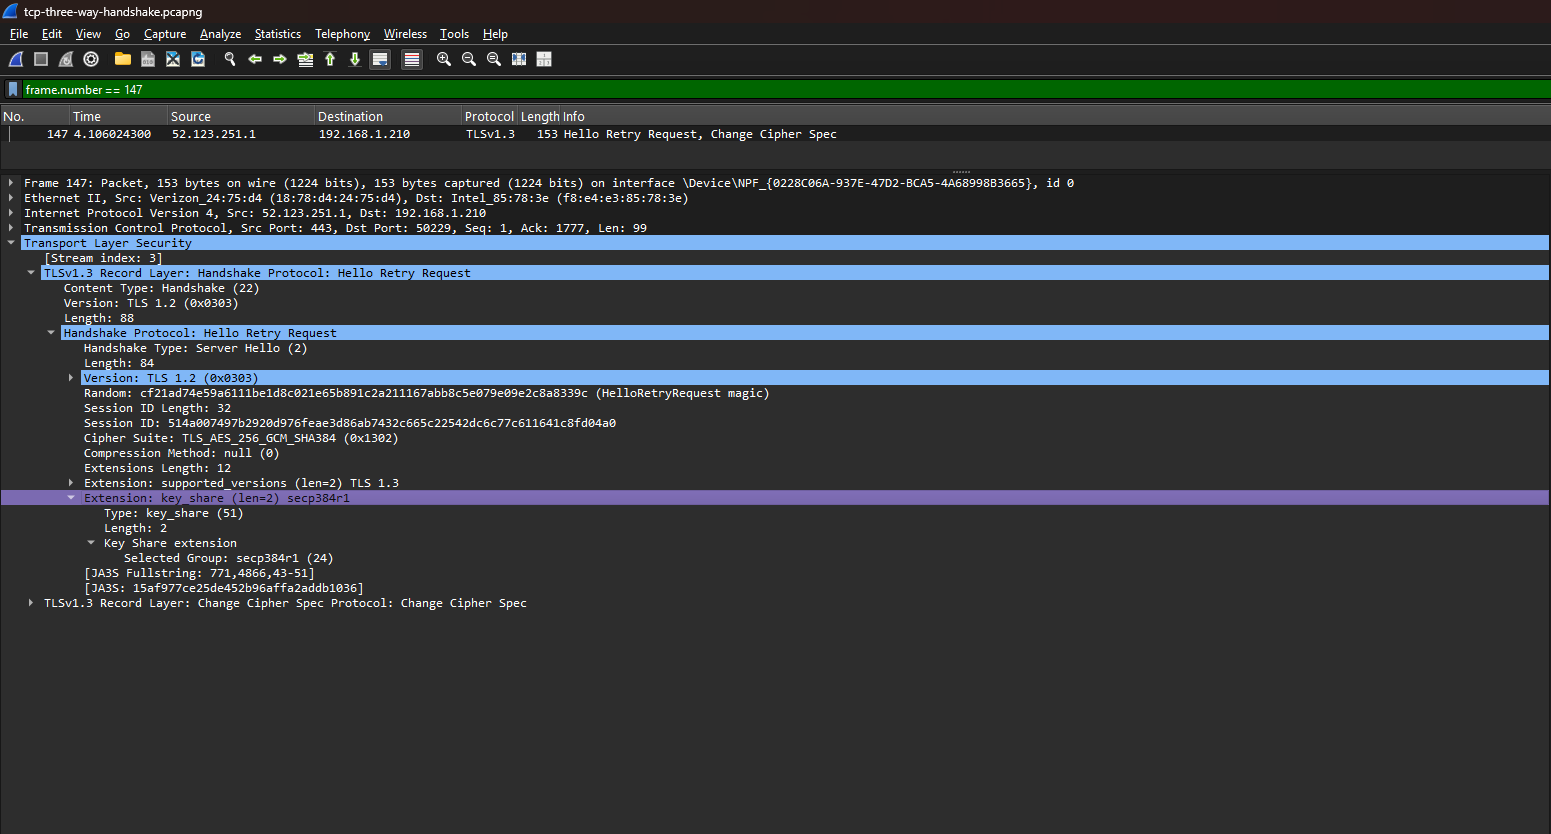 tcp-three-way-handshake.pcapng
File Edit View Go Capture Analyze Statistics Telephony Wireless Tools Help
frame.number == 147
No. Time Source Destination Protocol Length Info
147 4.106024300 52.123.251.1 192.168.1.210 TLSv1.3 153 Hello Retry Request, Change Cipher Spec
Frame 147: Packet, 153 bytes on wire (1224 bits), 153 bytes captured (1224 bits) on interface \Device\NPF_{0228C06A-937E-47D2-BCA5-4A68998B3665}, id 0
Ethernet II, Src: Verizon_24:75:d4 (18:78:d4:24:75:d4), Dst: Intel_85:78:3e (f8:e4:e3:85:78:3e)
Internet Protocol Version 4, Src: 52.123.251.1, Dst: 192.168.1.210
Transmission Control Protocol, Src Port: 443, Dst Port: 50229, Seq: 1, Ack: 1777, Len: 99
Transport Layer Security
[Stream index: 3]
TLSv1.3 Record Layer: Handshake Protocol: Hello Retry Request
Content Type: Handshake (22)
Version: TLS 1.2 (0x0303)
Length: 88
Handshake Protocol: Hello Retry Request
Handshake Type: Server Hello (2)
Length: 84
Version: TLS 1.2 (0x0303)
Random: cf21ad74e59a6111be1d8c021e65b891c2a211167abb8c5e079e09e2c8a8339c (HelloRetryRequest magic)
Session ID Length: 32
Session ID: 514a007497b2920d976feae3d86ab7432c665c22542dc6c77c611641c8fd04a0
Cipher Suite: TLS_AES_256_GCM_SHA384 (0x1302)
Compression Method: null (0)
Extensions Length: 12
Extension: supported_versions (len=2) TLS 1.3
Extension: key_share (len=2) secp384r1
Type: key_share (51)
Length: 2
Key Share extension
Selected Group: secp384r1 (24)
[JA3S Fullstring: 771,4866,43-51]
[JA3S: 15af977ce25de452b96affa2addb1036]
TLSv1.3 Record Layer: Change Cipher Spec Protocol: Change Cipher Spec